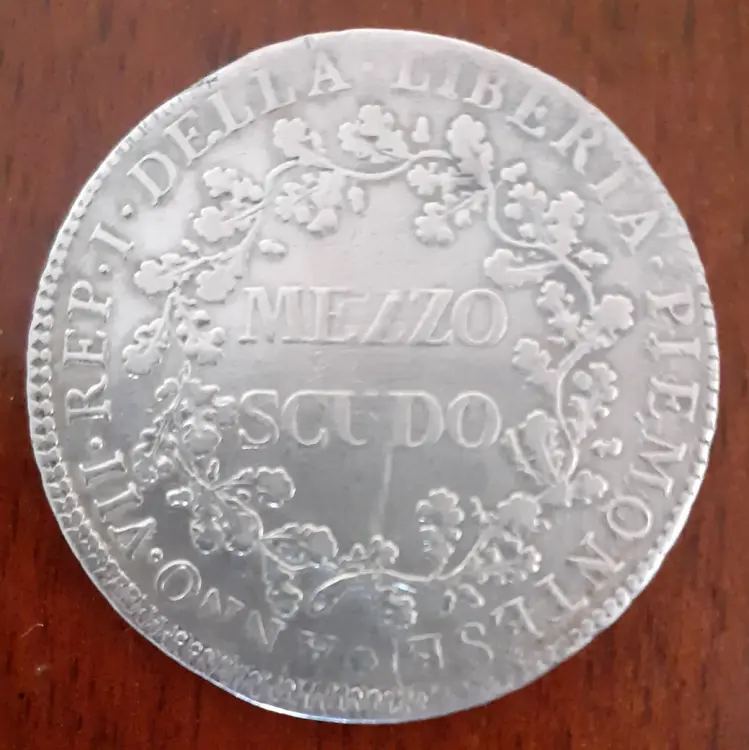 ANNO · VII · REP · I · DELLA · LIBERTA · PIEMONTESE
MEZZO
SCUDO